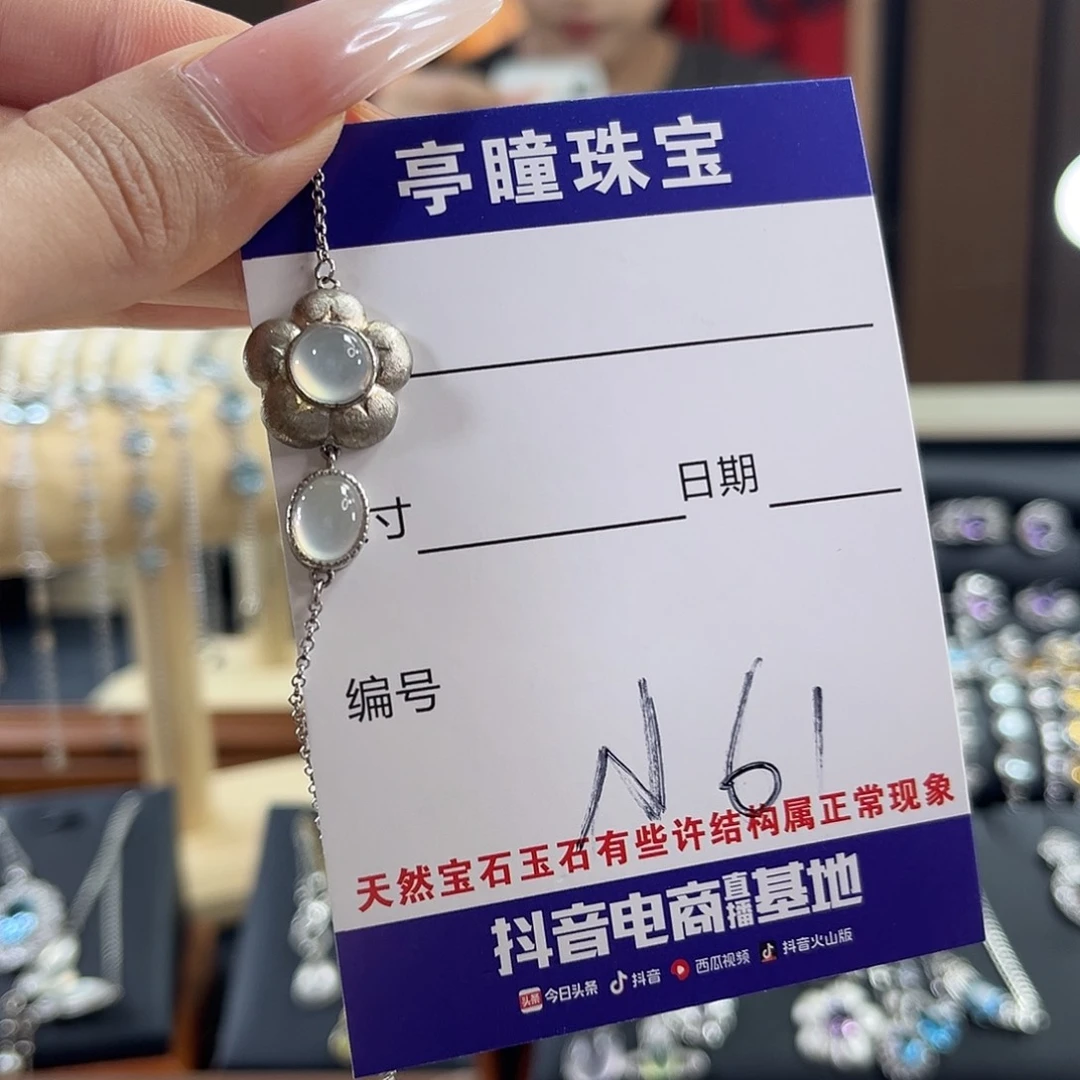 亭瞳珠宝
寸
日期
编号
N61
天然宝石玉石有些许结构属正常现象
抖音电商直播基地
头条 今日头条 抖音 西瓜视频 抖音火山版